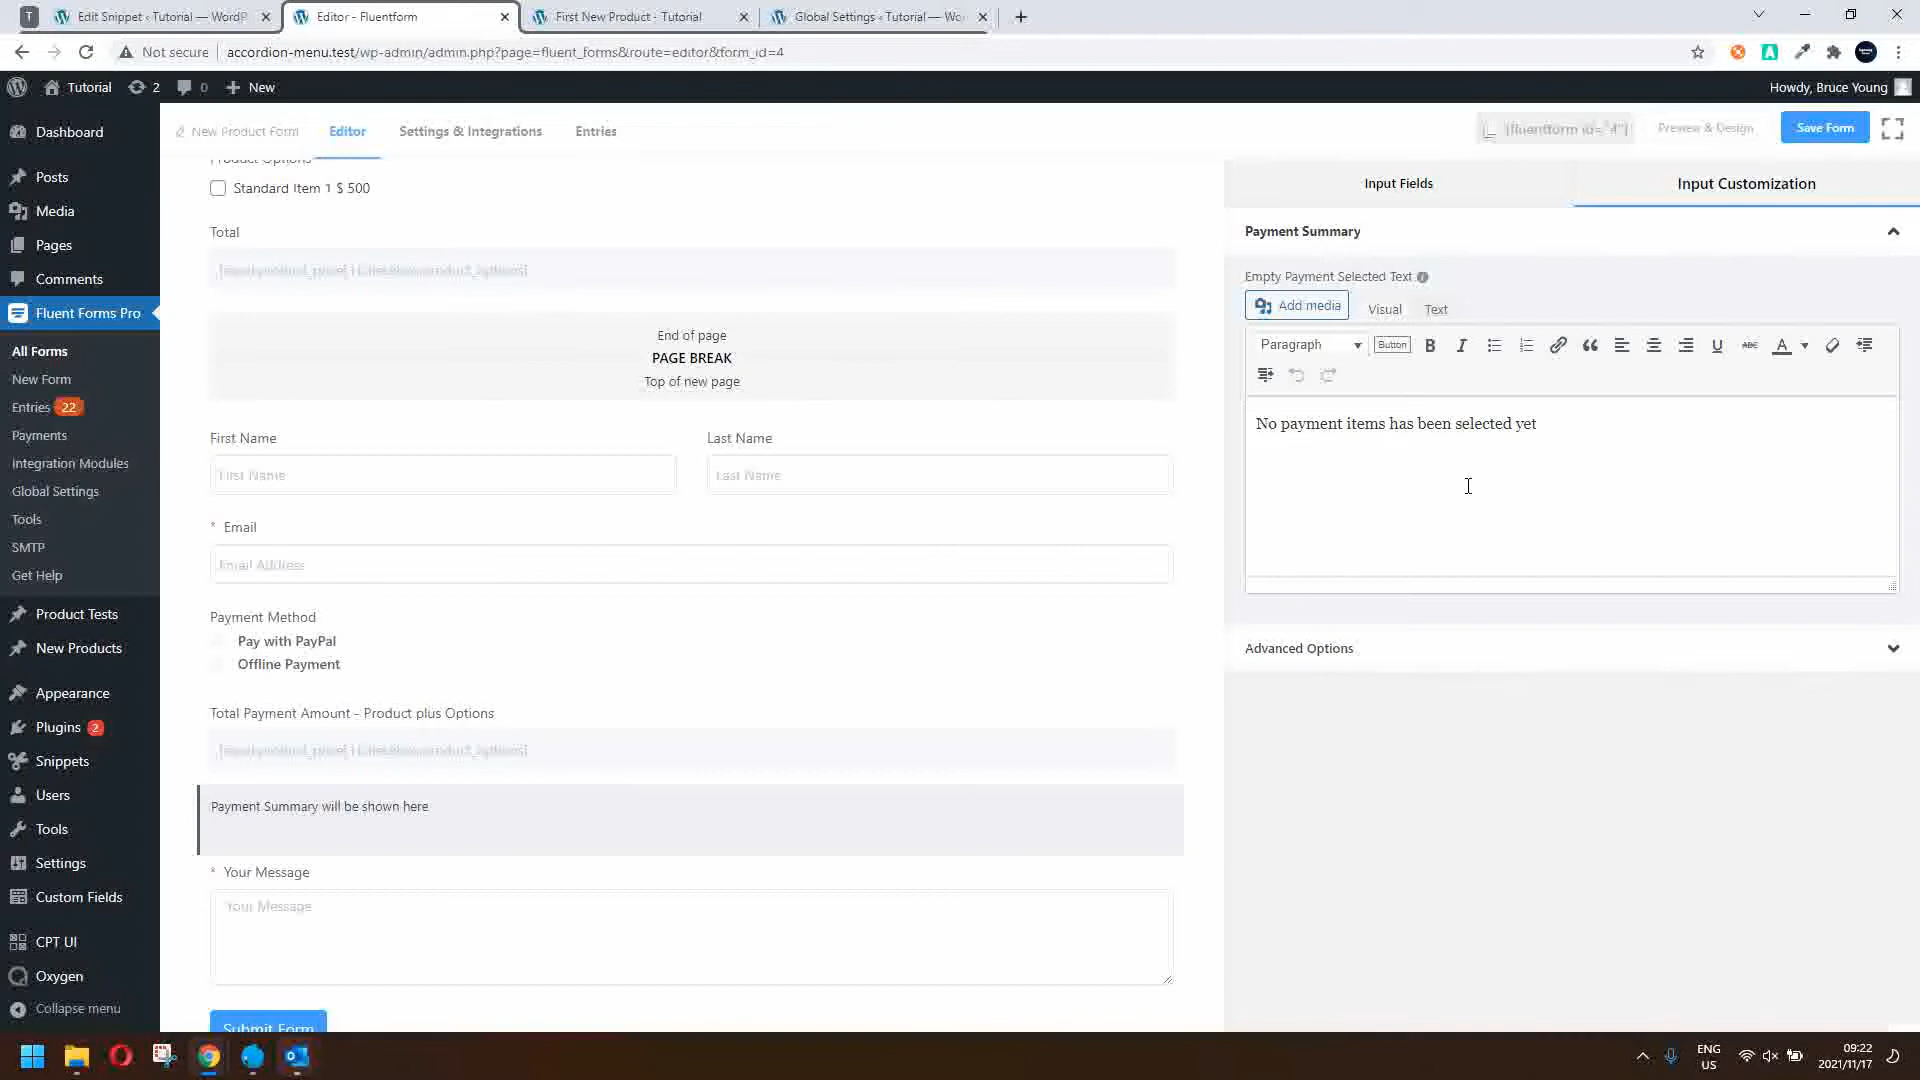 T
Edit Snippet ‹ Tutorial — WordP
Editor - Fluentform
First New Product - Tutorial
Global Settings ‹ Tutorial — Wo
Not secure
accordion-menu.test/wp-admin/admin.php?page=fluent_forms&route=editor&form_id=4
Tutorial
2
0
New
Howdy, Bruce Young
Dashboard
Posts
Media
Pages
Comments
Fluent Forms Pro
All Forms
New Form
Entries 22
Payments
Integration Modules
Global Settings
Tools
SMTP
Get Help
Product Tests
New Products
Appearance
Plugins 2
Snippets
Users
Tools
Settings
Custom Fields
CPT UI
Oxygen
Collapse menu
New Product Form
Editor
Settings & Integrations
Entries
[fluentform id="4"]
Preview & Design
Save Form
Product Options
Standard Item 1 $ 500
Total
End of page
PAGE BREAK
Top of new page
First Name
Last Name
First Name
Last Name
* Email
Email Address
Payment Method
Pay with PayPal
Offline Payment
Total Payment Amount - Product plus Options
Payment Summary will be shown here
* Your Message
Your Message
Submit Form
Input Fields
Input Customization
Payment Summary
Empty Payment Selected Text
Add media
Visual
Text
Paragraph
Button
B
I
U
ABC
A
No payment items has been selected yet
Advanced Options
ENG
US
09:22
2021/11/17